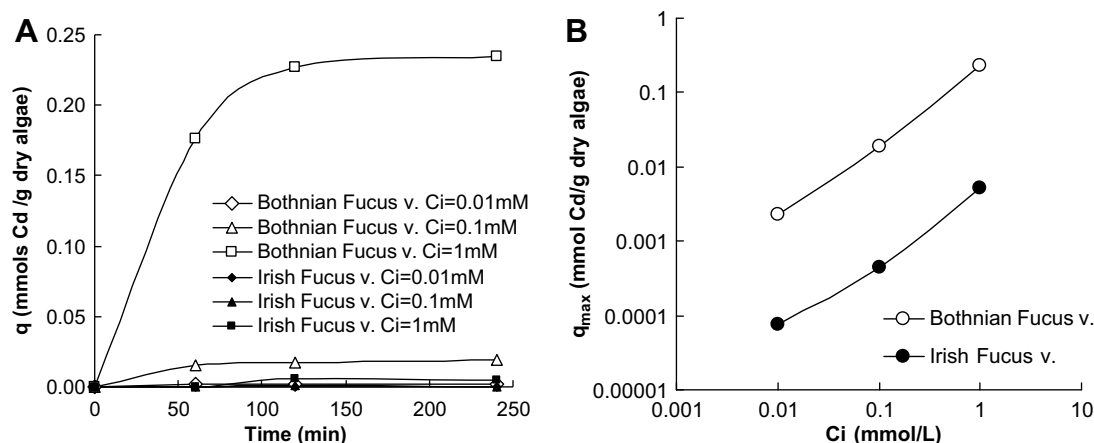 A
q (mmols Cd /g dry algae)
0.25
0.20
0.15
0.10
0.05
0.00
0 50 100 150 200 250
Time (min)
Bothnian Fucus v. Ci=0.01mM
Bothnian Fucus v. Ci=0.1mM
Bothnian Fucus v. Ci=1mM
Irish Fucus v. Ci=0.01mM
Irish Fucus v. Ci=0.1mM
Irish Fucus v. Ci=1mM
B
qmax (mmol Cd/g dry algae)
1
0.1
0.01
0.001
0.0001
0.00001
0.001 0.01 0.1 1 10
Ci (mmol/L)
Bothnian Fucus v.
Irish Fucus v.